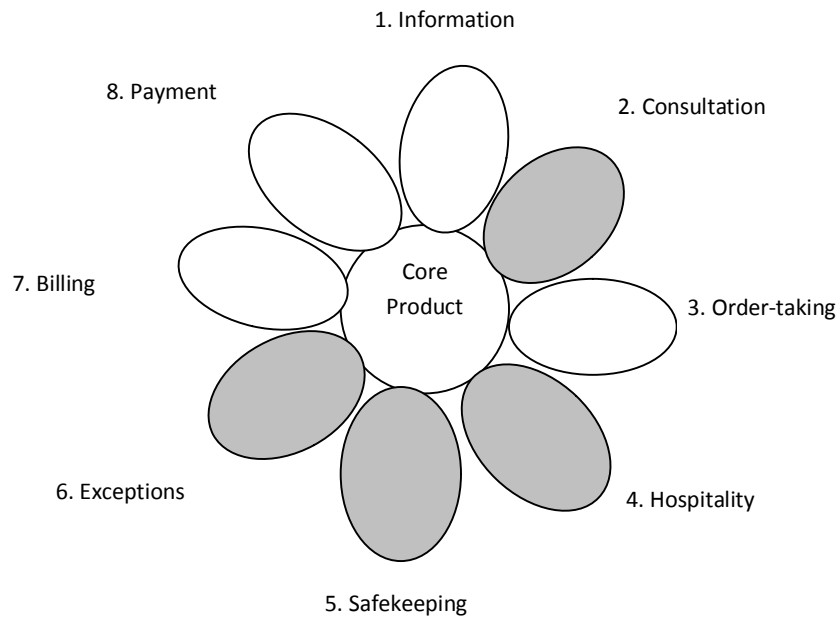 1. Information
8. Payment
2. Consultation
Core
Product
7. Billing
3. Order-taking
6. Exceptions
4. Hospitality
5. Safekeeping